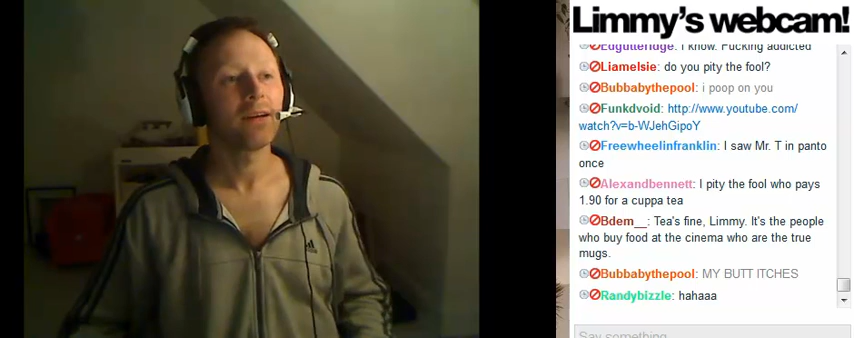 Limmy's webcam!
Edgutteridge: I know. Fucking addicted
Liamelsie: do you pity the fool?
Bubbabythepool: i poop on you
Funkdvoid: http://www.youtube.com/
watch?v=b-WJehGipoY
Freewheelinfranklin: I saw Mr. T in panto
once
Alexandbennett: I pity the fool who pays
1.90 for a cuppa tea
Bdem__: Tea's fine, Limmy. It's the people
who buy food at the cinema who are the true
mugs.
Bubbabythepool: MY BUTT ITCHES
Randybizzle: hahaaa
Say something
adidas